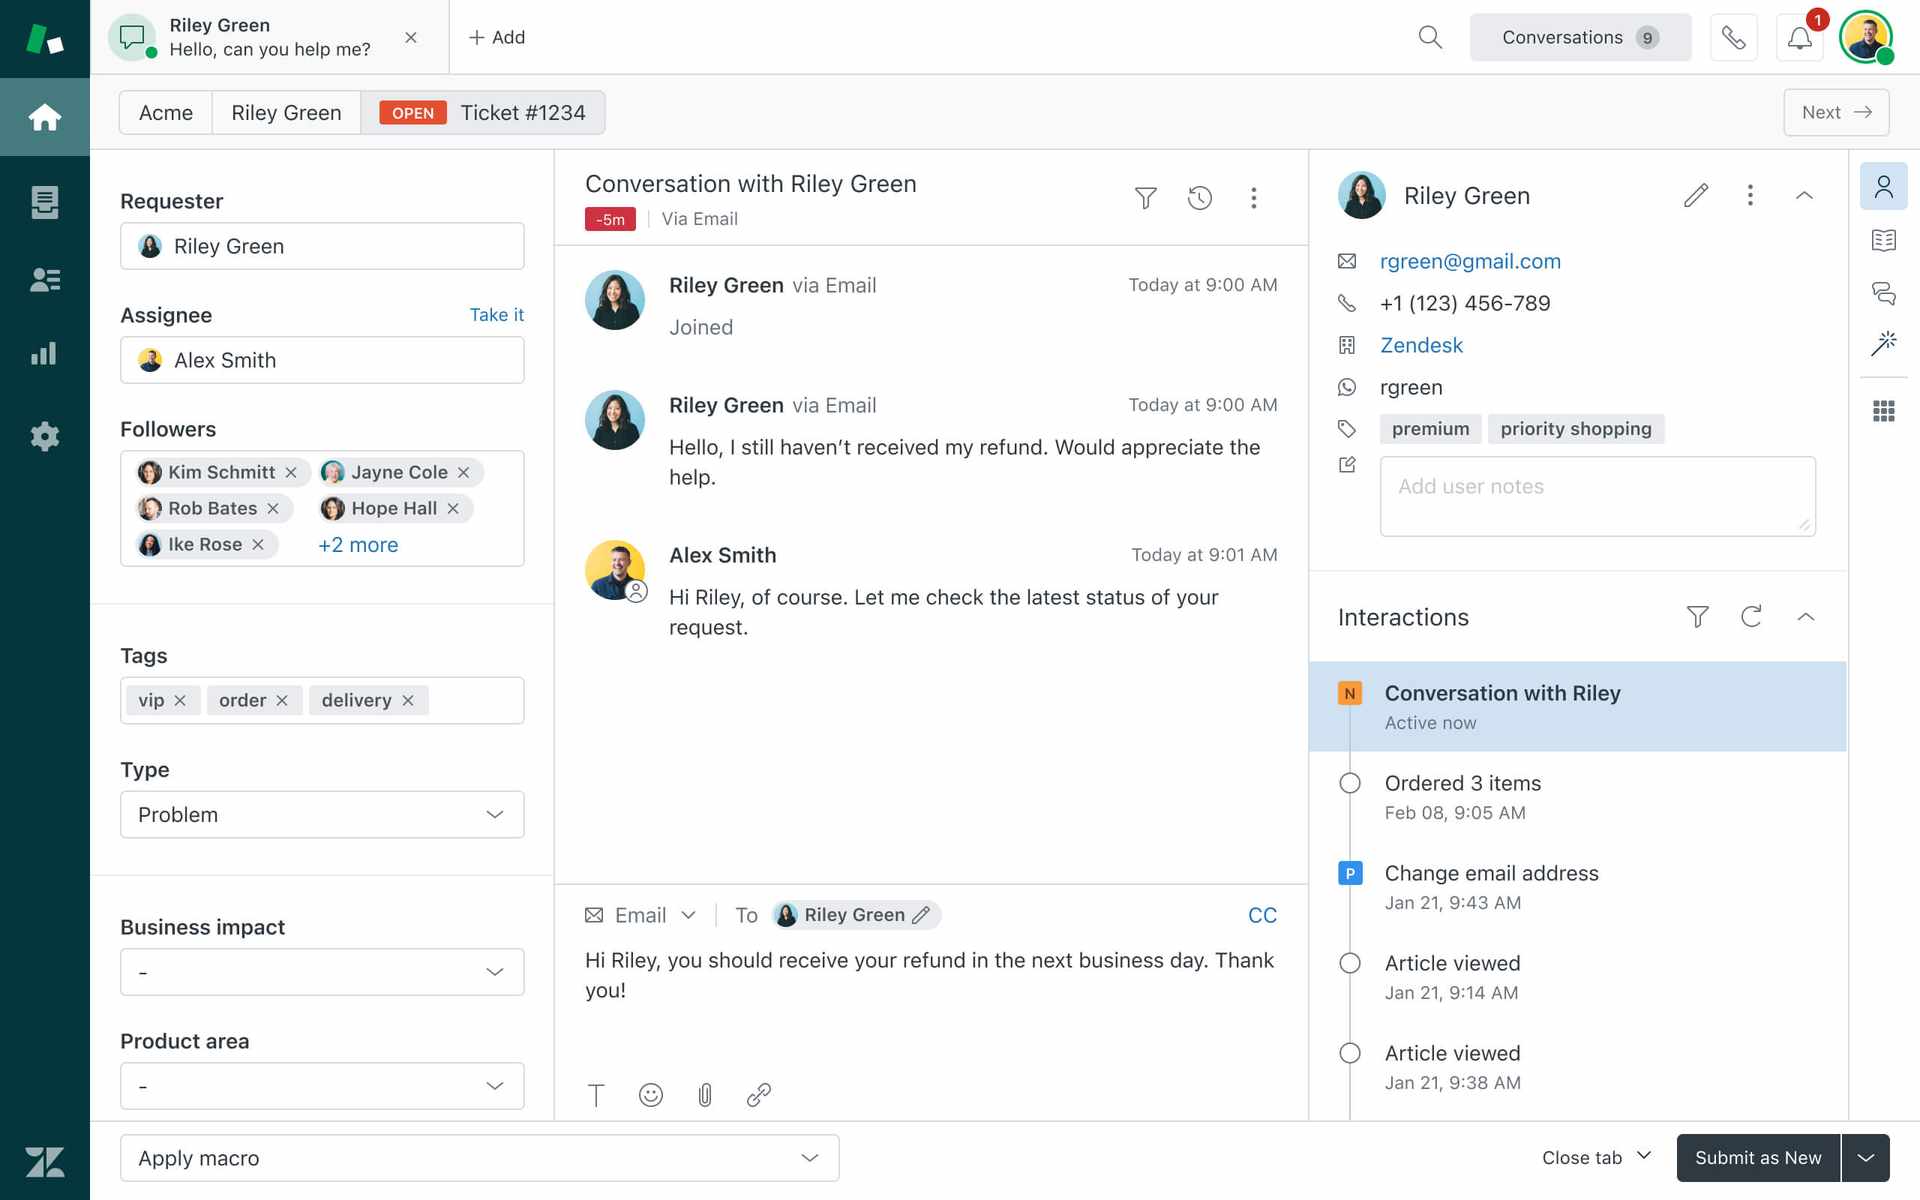 Riley Green
Hello, can you help me?
+ Add
Conversations 9
1
Acme
Riley Green
OPEN Ticket #1234
Next →
Requester
Riley Green
Assignee
Take it
Alex Smith
Followers
Kim Schmitt ×
Jayne Cole ×
Rob Bates ×
Hope Hall ×
Ike Rose ×
+2 more
Tags
vip × order × delivery ×
Type
Problem
Business impact
-
Product area
-
Conversation with Riley Green
-5m Via Email
Riley Green via Email Today at 9:00 AM
Joined
Riley Green via Email Today at 9:00 AM
Hello, I still haven’t received my refund. Would appreciate the
help.
Alex Smith Today at 9:01 AM
Hi Riley, of course. Let me check the latest status of your
request.
Email To Riley Green CC
Hi Riley, you should receive your refund in the next business day. Thank
you!
T
Riley Green
rgreen@gmail.com
+1 (123) 456-789
Zendesk
rgreen
premium priority shopping
Add user notes
Interactions
N Conversation with Riley
Active now
Ordered 3 items
Feb 08, 9:05 AM
P Change email address
Jan 21, 9:43 AM
Article viewed
Jan 21, 9:14 AM
Article viewed
Jan 21, 9:38 AM
Apply macro
Close tab
Submit as New